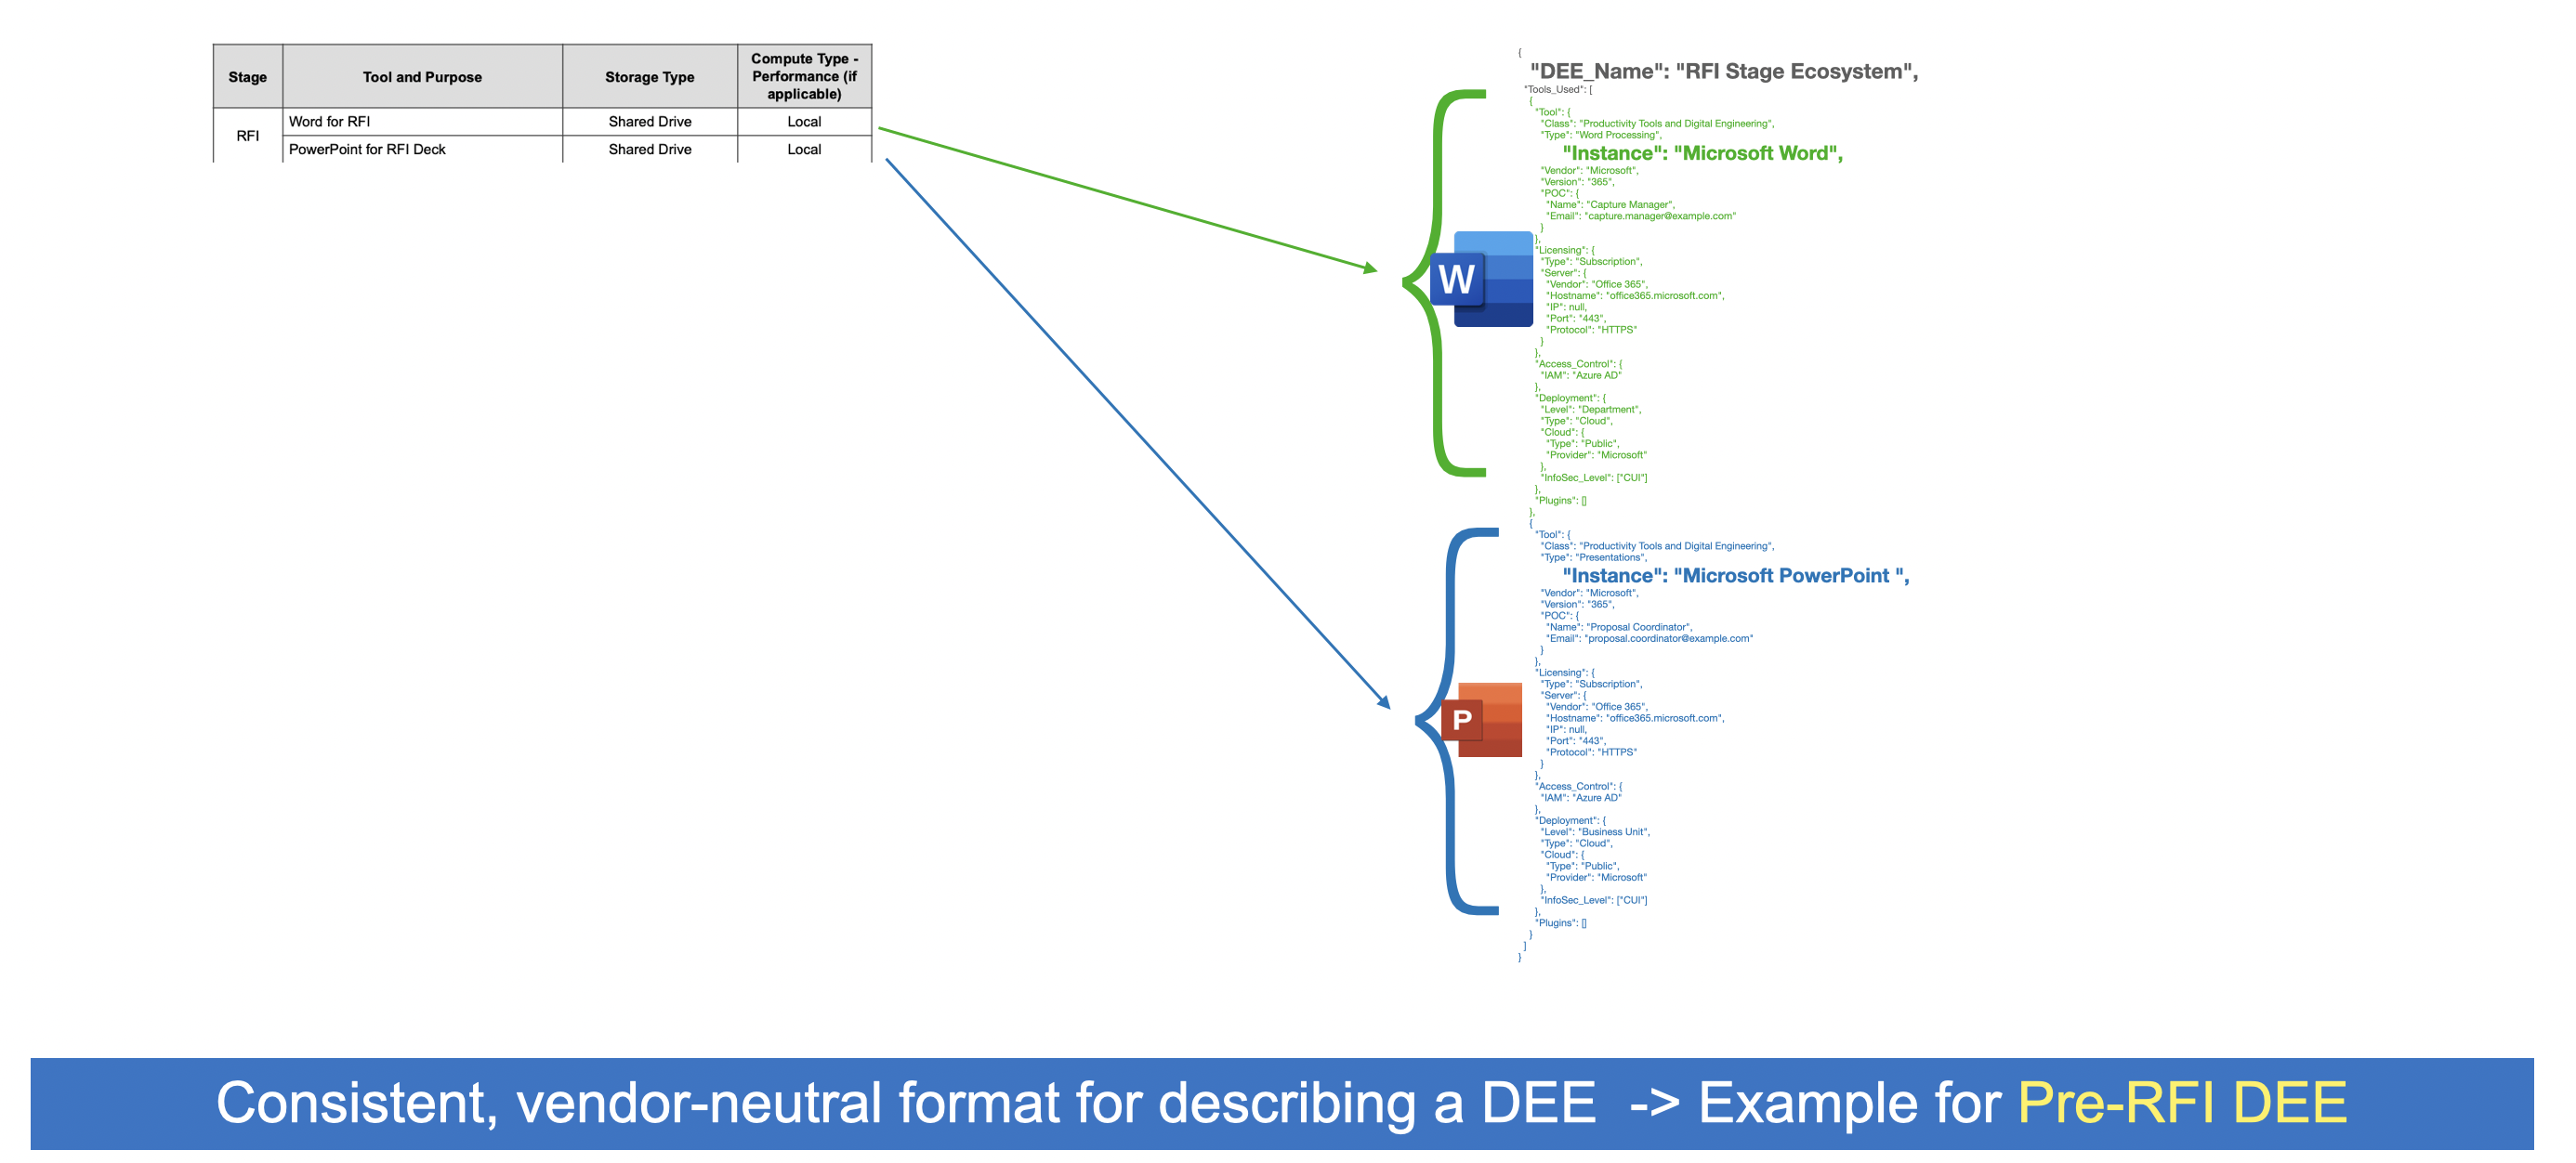 Stage
Tool and Purpose
Storage Type
Compute Type -
Performance (if
applicable)
RFI
Word for RFI
Shared Drive
Local
PowerPoint for RFI Deck
Shared Drive
Local
{
"DEE_Name": "RFI Stage Ecosystem",
"Tools_Used": [
{
"Tool": {
"Class": "Productivity Tools and Digital Engineering",
"Type": "Word Processing",
"Instance": "Microsoft Word",
"Vendor": "Microsoft",
"Version": "365",
"POC": {
"Name": "Capture Manager",
"Email": "capture.manager@example.com"
}
},
"Licensing": {
"Type": "Subscription",
"Server": {
"Vendor": "Office 365",
"Hostname": "office365.microsoft.com",
"IP": null,
"Port": "443",
"Protocol": "HTTPS"
}
},
"Access_Control": {
"IAM": "Azure AD"
},
"Deployment": {
"Level": "Department",
"Type": "Cloud",
"Cloud": {
"Type": "Public",
"Provider": "Microsoft"
},
"InfoSec_Level": ["CUI"]
},
"Plugins": []
},
W
{
"Tool": {
"Class": "Productivity Tools and Digital Engineering",
"Type": "Presentations",
"Instance": "Microsoft PowerPoint ",
"Vendor": "Microsoft",
"Version": "365",
"POC": {
"Name": "Proposal Coordinator",
"Email": "proposal.coordinator@example.com"
}
},
"Licensing": {
"Type": "Subscription",
"Server": {
"Vendor": "Office 365",
"Hostname": "office365.microsoft.com",
"IP": null,
"Port": "443",
"Protocol": "HTTPS"
}
},
"Access_Control": {
"IAM": "Azure AD"
},
"Deployment": {
"Level": "Business Unit",
"Type": "Cloud",
"Cloud": {
"Type": "Public",
"Provider": "Microsoft"
},
"InfoSec_Level": ["CUI"]
},
"Plugins": []
}
]
}
P
Consistent, vendor-neutral format for describing a DEE -> Example for Pre-RFI DEE